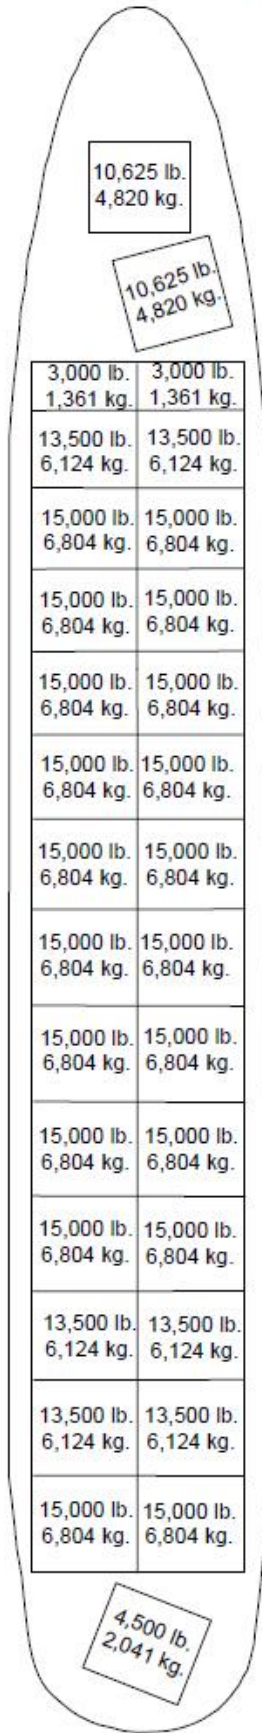 10,625 lb.
4,820 kg.
10,625 lb.
4,820 kg.
3,000 lb. 3,000 lb.
1,361 kg. 1,361 kg.
13,500 lb. 13,500 lb.
6,124 kg. 6,124 kg.
15,000 lb. 15,000 lb.
6,804 kg. 6,804 kg.
15,000 lb. 15,000 lb.
6,804 kg. 6,804 kg.
15,000 lb. 15,000 lb.
6,804 kg. 6,804 kg.
15,000 lb. 15,000 lb.
6,804 kg. 6,804 kg.
15,000 lb. 15,000 lb.
6,804 kg. 6,804 kg.
15,000 lb. 15,000 lb.
6,804 kg. 6,804 kg.
15,000 lb. 15,000 lb.
6,804 kg. 6,804 kg.
15,000 lb. 15,000 lb.
6,804 kg. 6,804 kg.
15,000 lb. 15,000 lb.
6,804 kg. 6,804 kg.
13,500 lb. 13,500 lb.
6,124 kg. 6,124 kg.
13,500 lb. 13,500 lb.
6,124 kg. 6,124 kg.
15,000 lb. 15,000 lb.
6,804 kg. 6,804 kg.
4,500 lb.
2,041 kg.